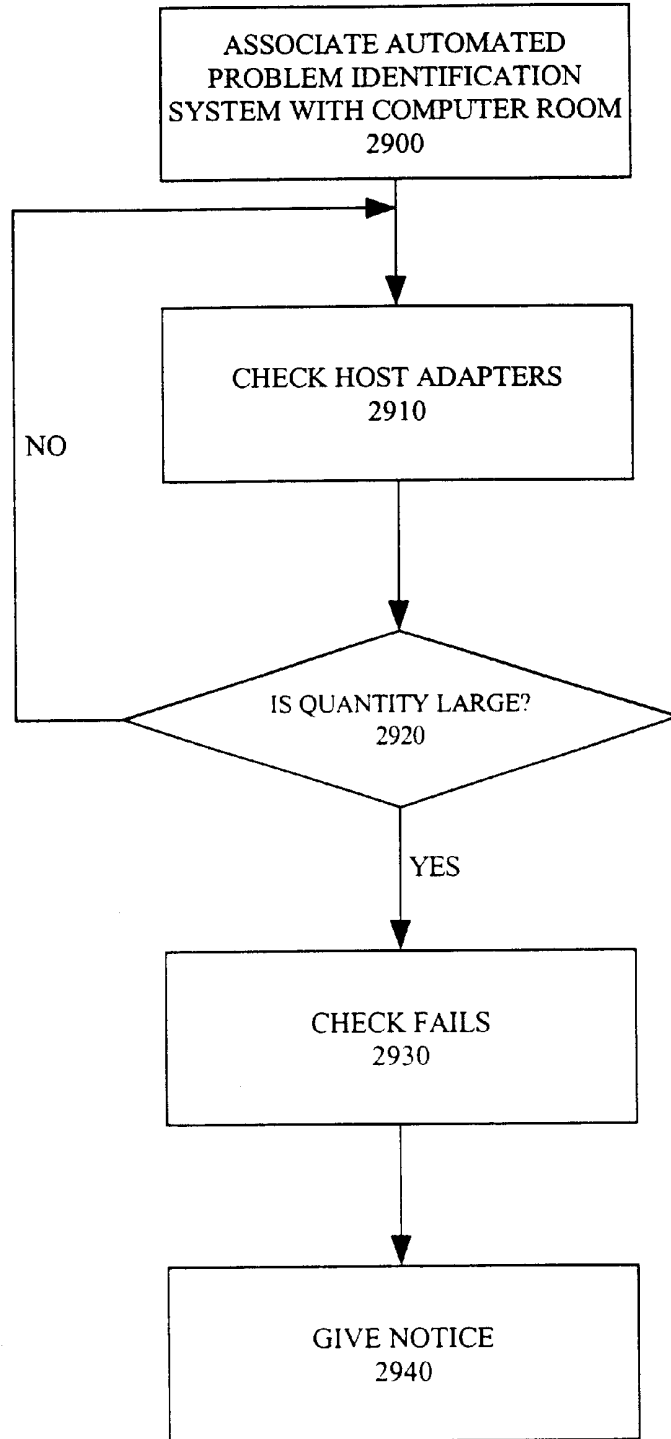 ASSOCIATE AUTOMATED
PROBLEM IDENTIFICATION
SYSTEM WITH COMPUTER ROOM
2900
CHECK HOST ADAPTERS
2910
NO
IS QUANTITY LARGE?
2920
YES
CHECK FAILS
2930
GIVE NOTICE
2940